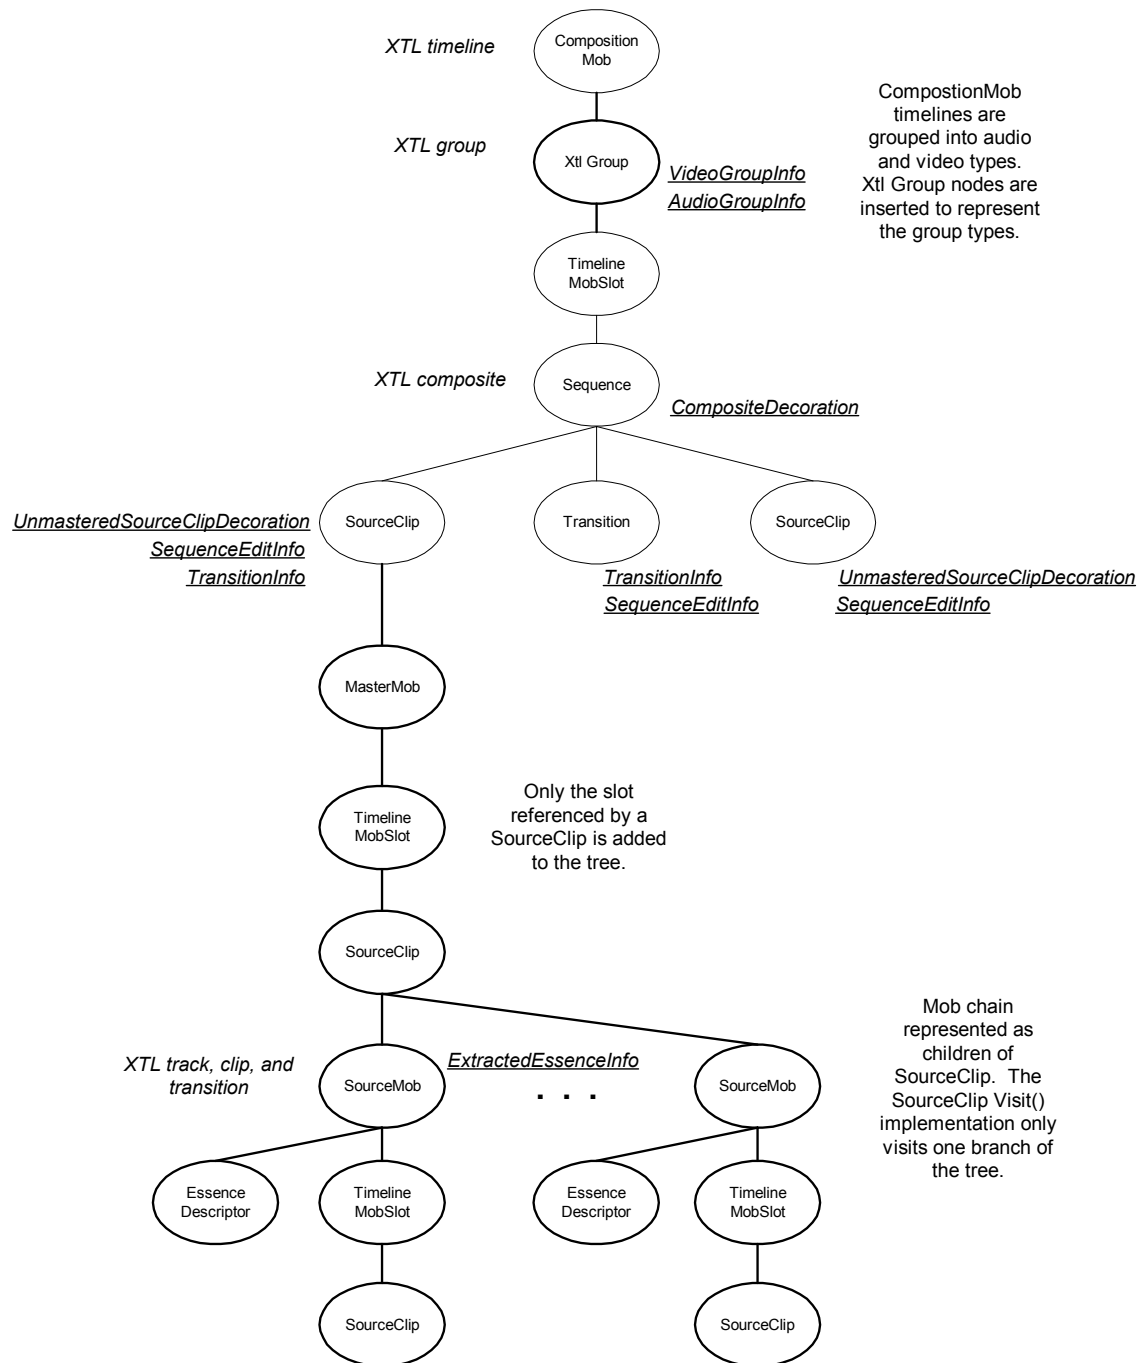 XTL timeline
Composition
Mob
CompostionMob
timelines are
grouped into audio
and video types.
Xtl Group nodes are
inserted to represent
the group types.
XTL group
Xtl Group
VideoGroupInfo
AudioGroupInfo
Timeline
MobSlot
XTL composite
Sequence
CompositeDecoration
UnmasteredSourceClipDecoration
SequenceEditInfo
TransitionInfo
SourceClip
Transition
TransitionInfo
SequenceEditInfo
SourceClip
UnmasteredSourceClipDecoration
SequenceEditInfo
MasterMob
Timeline
MobSlot
Only the slot
referenced by a
SourceClip is added
to the tree.
SourceClip
XTL track, clip, and
transition
SourceMob
ExtractedEssenceInfo
. . .
SourceMob
Mob chain
represented as
children of
SourceClip. The
SourceClip Visit()
implementation only
visits one branch of
the tree.
Essence
Descriptor
Timeline
MobSlot
Essence
Descriptor
Timeline
MobSlot
SourceClip
SourceClip